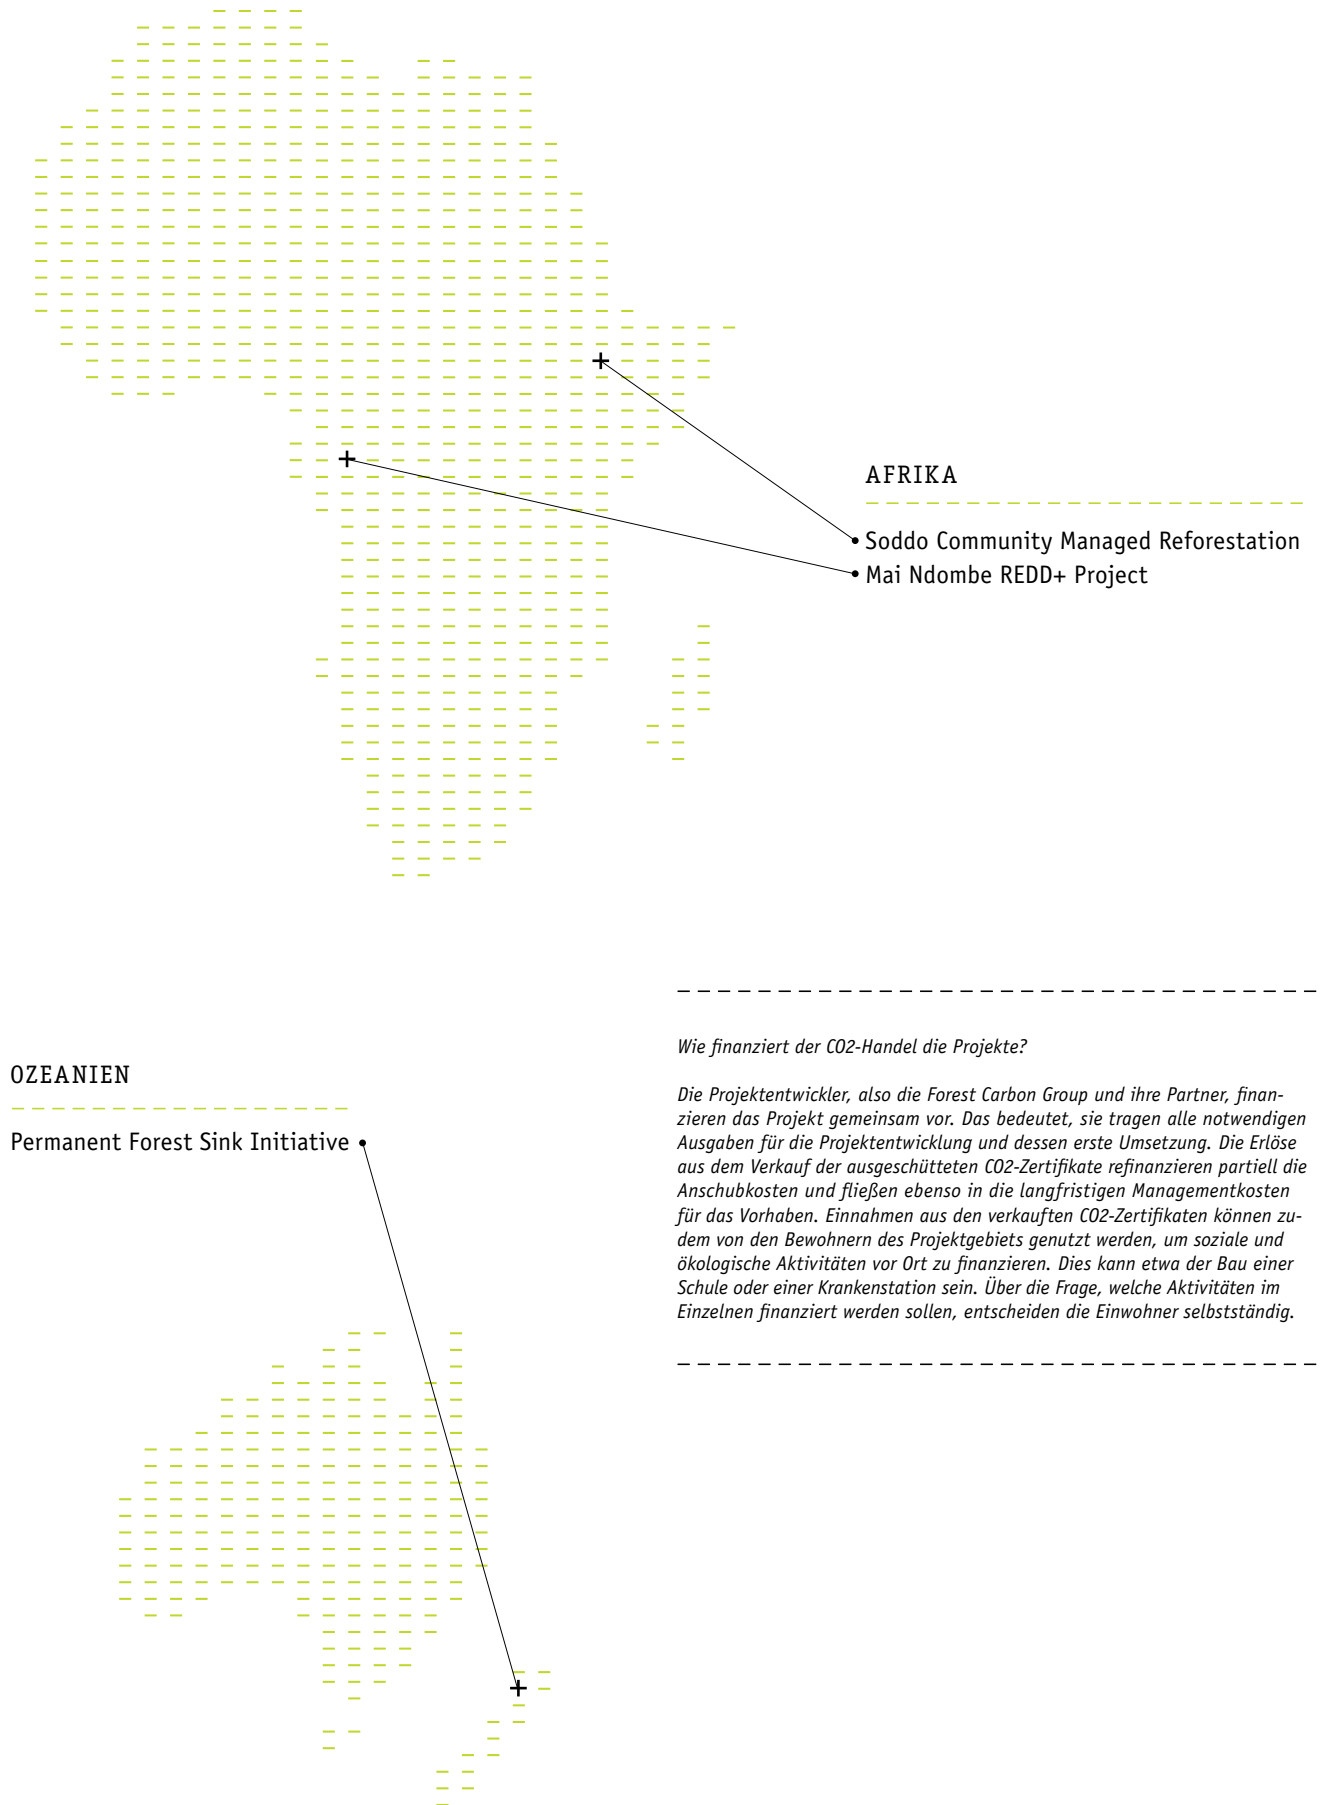 AFRIKA
Soddo Community Managed Reforestation
Mai Ndombe REDD+ Project
OZEANIEN
Permanent Forest Sink Initiative
Wie finanziert der CO2-Handel die Projekte?
Die Projektentwickler, also die Forest Carbon Group und ihre Partner, finan-
zieren das Projekt gemeinsam vor. Das bedeutet, sie tragen alle notwendigen
Ausgaben für die Projektentwicklung und dessen erste Umsetzung. Die Erlöse
aus dem Verkauf der ausgeschütteten CO2-Zertifikate refinanzieren partiell die
Anschubkosten und fließen ebenso in die langfristigen Managementkosten
für das Vorhaben. Einnahmen aus den verkauften CO2-Zertifikaten können zu-
dem von den Bewohnern des Projektgebiets genutzt werden, um soziale und
ökologische Aktivitäten vor Ort zu finanzieren. Dies kann etwa der Bau einer
Schule oder einer Krankenstation sein. Über die Frage, welche Aktivitäten im
Einzelnen finanziert werden sollen, entscheiden die Einwohner selbstständig.